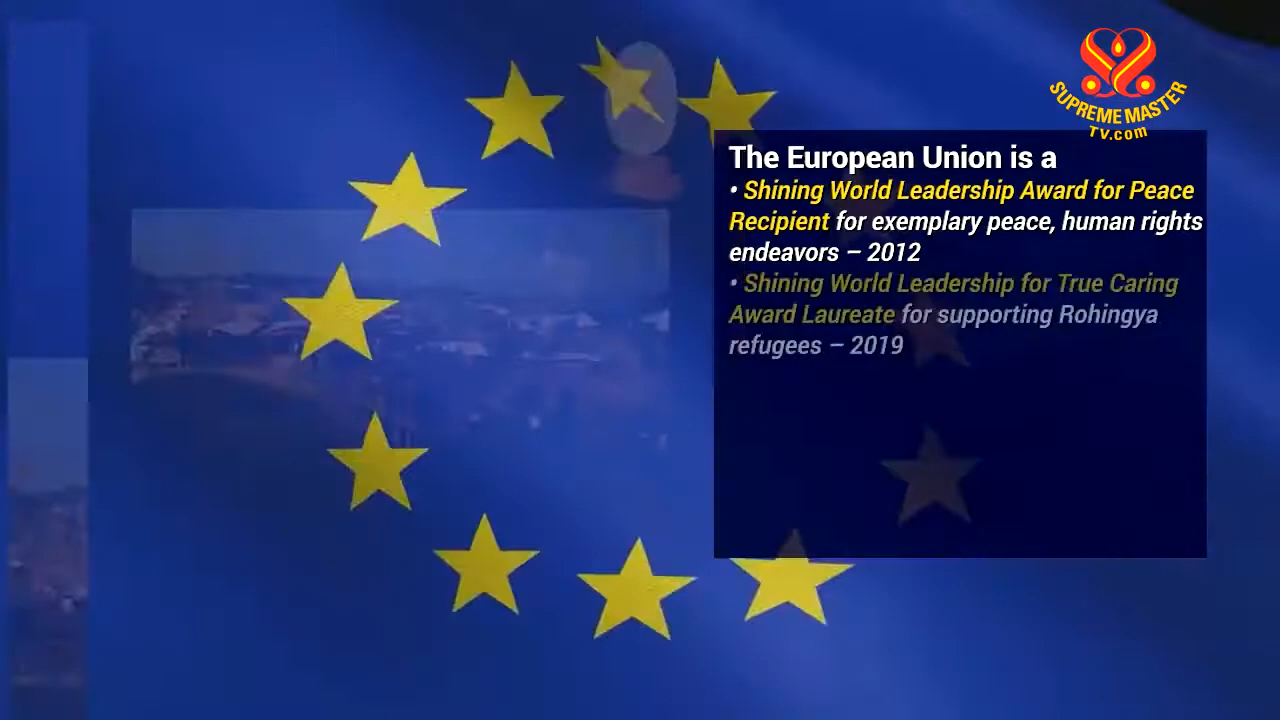 SUPREME MASTER
TV.com
The European Union is a
• Shining World Leadership Award for Peace
Recipient for exemplary peace, human rights
endeavors – 2012
• Shining World Leadership for True Caring
Award Laureate for supporting Rohingya
refugees – 2019